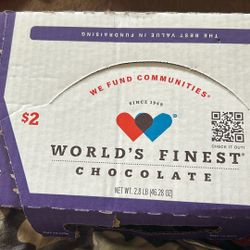 THE BEST VALUE IN FUNDRAISING
WE FUND COMMUNITIES®
SINCE 1949
$2
CHECK IT OUT!
WORLD'S FINEST®
CHOCOLATE
NET WT. 2.8 LB (46.28 OZ)